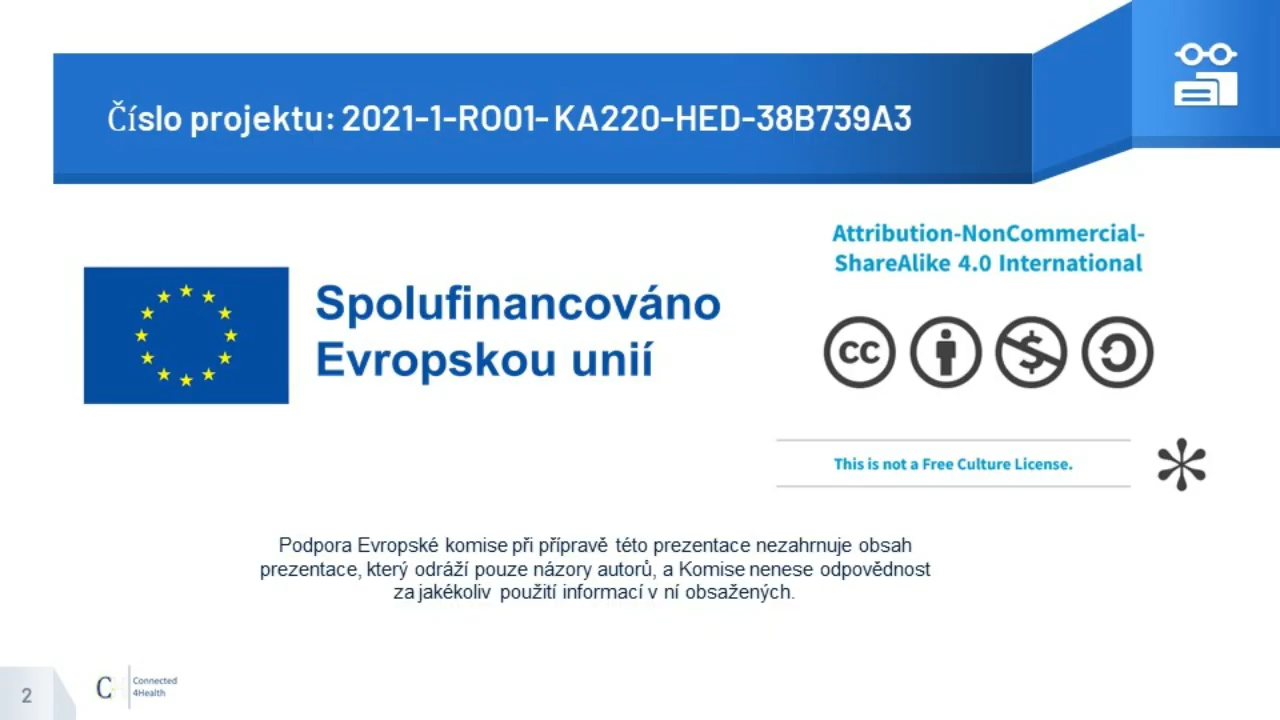 Číslo projektu: 2021-1-RO01-KA220-HED-38B739A3
Attribution-NonCommercial-
ShareAlike 4.0 International
Spolufinancováno
Evropskou unií
cc
This is not a Free Culture License.
Podpora Evropské komise při přípravě této prezentace nezahrnuje obsah
prezentace, který odráží pouze názory autorů, a Komise nenese odpovědnost
za jakékoliv použití informací v ní obsažených.
2
CH
Connected
4Health